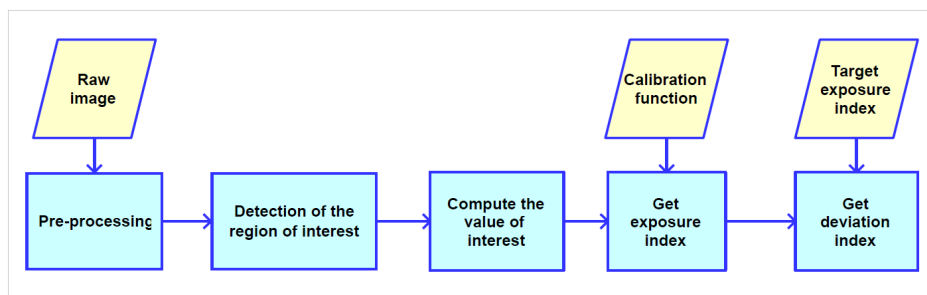 Raw
image
Calibration
function
Target
exposure
index
Pre-processing
Detection of the
region of interest
Compute the
value of
interest
Get
exposure
index
Get
deviation
index